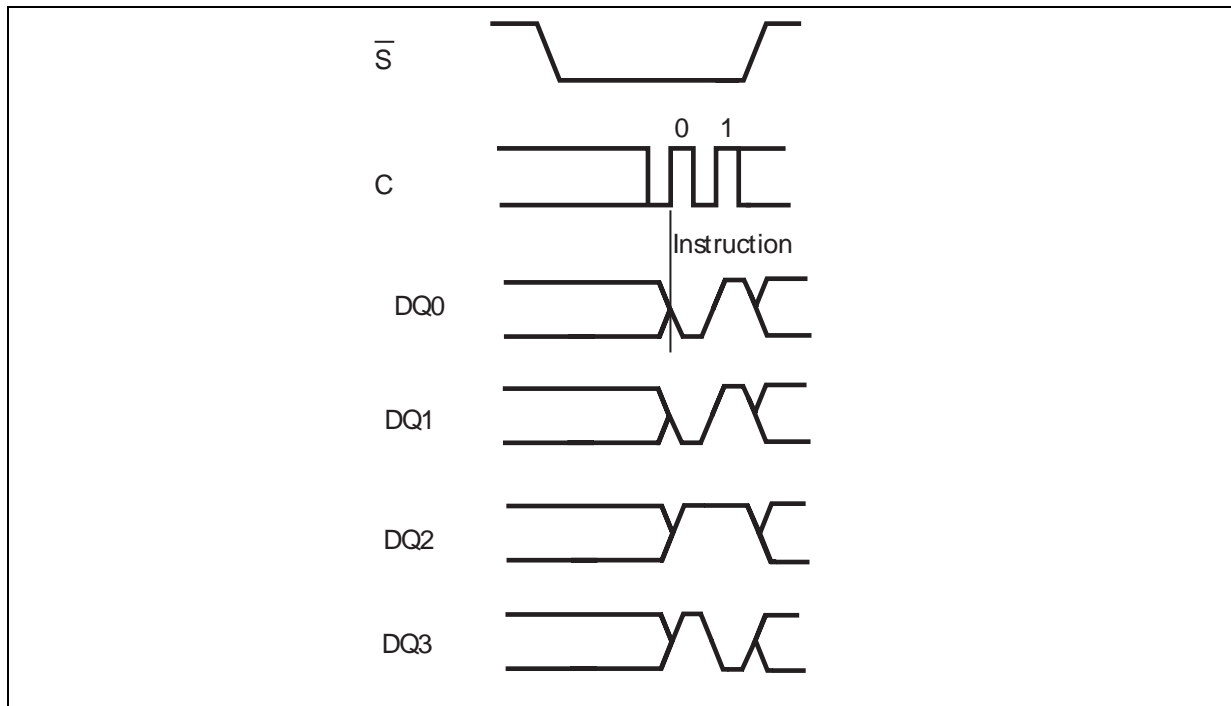 S̅
0 1
C
Instruction
DQ0
DQ1
DQ2
DQ3